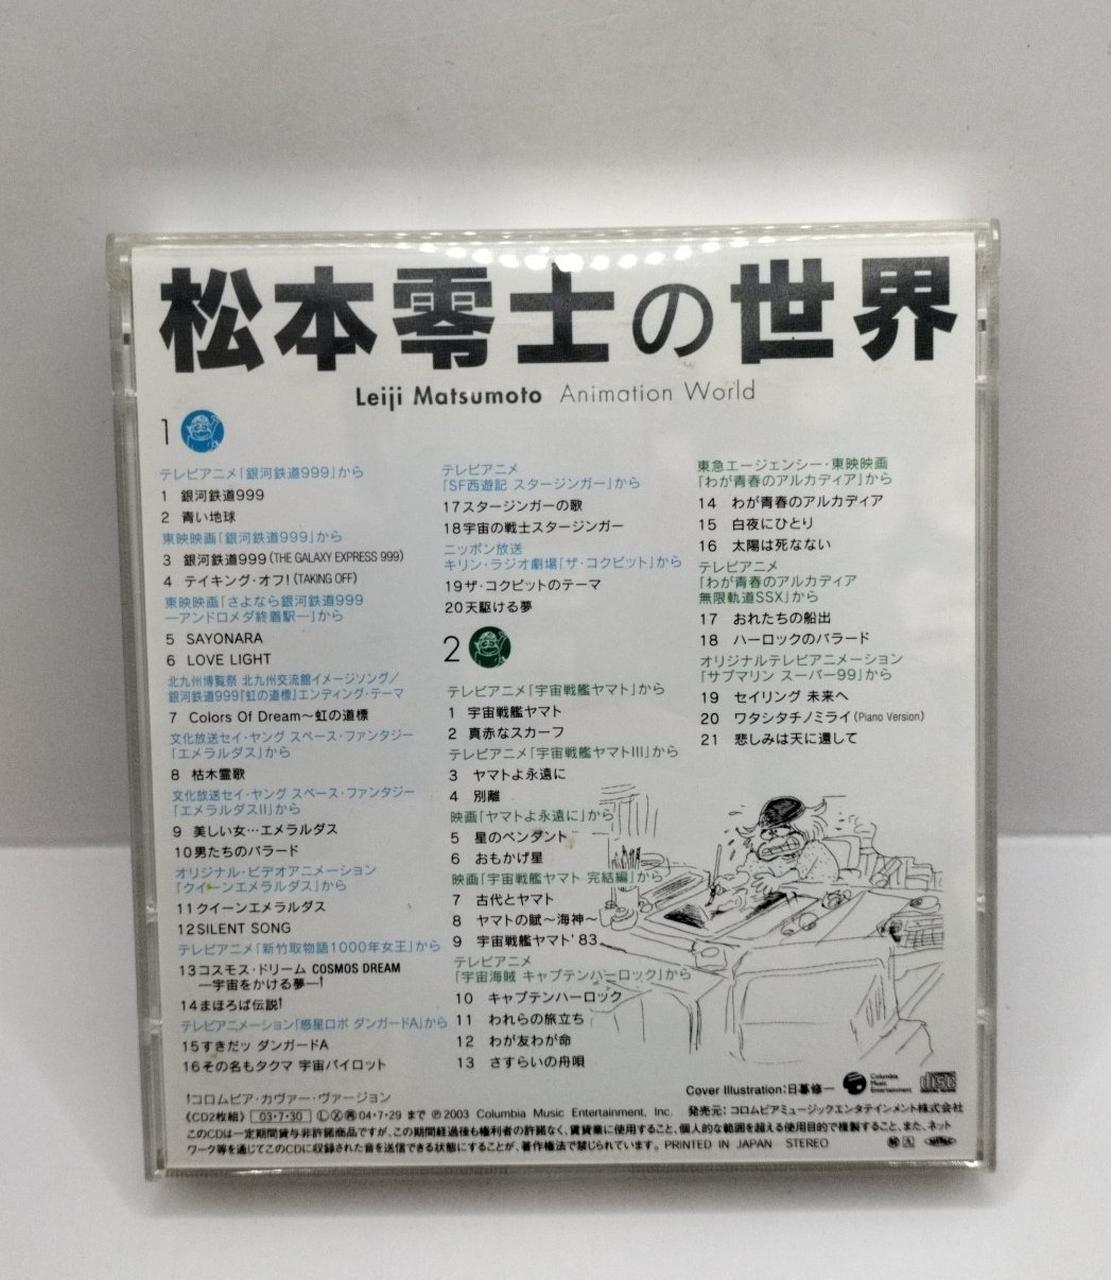 松本零士の世界
Leiji Matsumoto Animation World
1
テレビアニメ「銀河鉄道999」から
1 銀河鉄道999
2 青い地球
東映映画「銀河鉄道999」から
3 銀河鉄道999(THE GALAXY EXPRESS 999)
4 テイキング・オフ!(TAKING OFF)
東映映画「さよなら銀河鉄道999
―アンドロメダ終着駅―」から
5 SAYONARA
6 LOVE LIGHT
北九州博覧祭 北九州交流館イメージソング/
銀河鉄道999「虹の道標」エンディング・テーマ
7 Colors Of Dream〜虹の道標
文化放送セイ・ヤング スペース・ファンタジー
「エメラルダス」から
8 枯木霊歌
文化放送セイ・ヤング スペース・ファンタジー
「エメラルダスII」から
9 美しい女…エメラルダス
10男たちのバラード
オリジナル・ビデオアニメーション
「クイーンエメラルダス」から
11クイーンエメラルダス
12SILENT SONG
テレビアニメ「新竹取物語1000年女王」から
13コスモス・ドリーム COSMOS DREAM
―宇宙をかける夢―†
14まほろば伝説†
テレビアニメーション「惑星ロボ ダンガードA」から
15すきだッ ダンガードA
16その名もタクマ 宇宙パイロット
テレビアニメ
「SF西遊記 スタージンガー」から
17スタージンガーの歌
18宇宙の戦士スタージンガー
ニッポン放送
キリン・ラジオ劇場「ザ・コクピット」から
19ザ・コクピットのテーマ
20天駆ける夢
2
テレビアニメ「宇宙戦艦ヤマト」から
1 宇宙戦艦ヤマト
2 真赤なスカーフ
テレビアニメ「宇宙戦艦ヤマトIII」から
3 ヤマトよ永遠に
4 別離
映画「ヤマトよ永遠に」から
5 星のペンダント
6 おもかげ星
映画「宇宙戦艦ヤマト 完結編」から
7 古代とヤマト
8 ヤマトの賦〜海神〜
9 宇宙戦艦ヤマト'83
テレビアニメ
「宇宙海賊 キャプテンハーロック」から
10 キャプテンハーロック
11 われらの旅立ち
12 わが友わが命
13 さすらいの舟唄
東急エージェンシー・東映映画
「わが青春のアルカディア」から
14 わが青春のアルカディア
15 白夜にひとり
16 太陽は死なない
テレビアニメ
「わが青春のアルカディア
無限軌道SSX」から
17 おれたちの船出
18 ハーロックのバラード
オリジナルテレビアニメーション
「サブマリン スーパー99」から
19 セイリング 未来へ
20 ワタシタチノミライ(Piano Version)
21 悲しみは天に還して
†コロムビア・カヴァー・ヴァージョン
Cover Illustration:日暮修一
Columbia
Music
Entertainment
《CD2枚組》 03・7・30 Ⓛ Ⓧ 再 04・7・29 まで ℗2003 Columbia Music Entertainment, Inc. 発売元:コロムビアミュージックエンタテインメント株式会社
このCDは一定期間貸与非許諾商品ですが、この期間経過後も権利者の許諾なく、賃貸業に使用すること、個人的な範囲を超える使用目的で複製すること、また、ネット
ワーク等を通じてこのCDに収録された音を送信できる状態にすることが、著作権法で禁じられています。PRINTED IN JAPAN STEREO